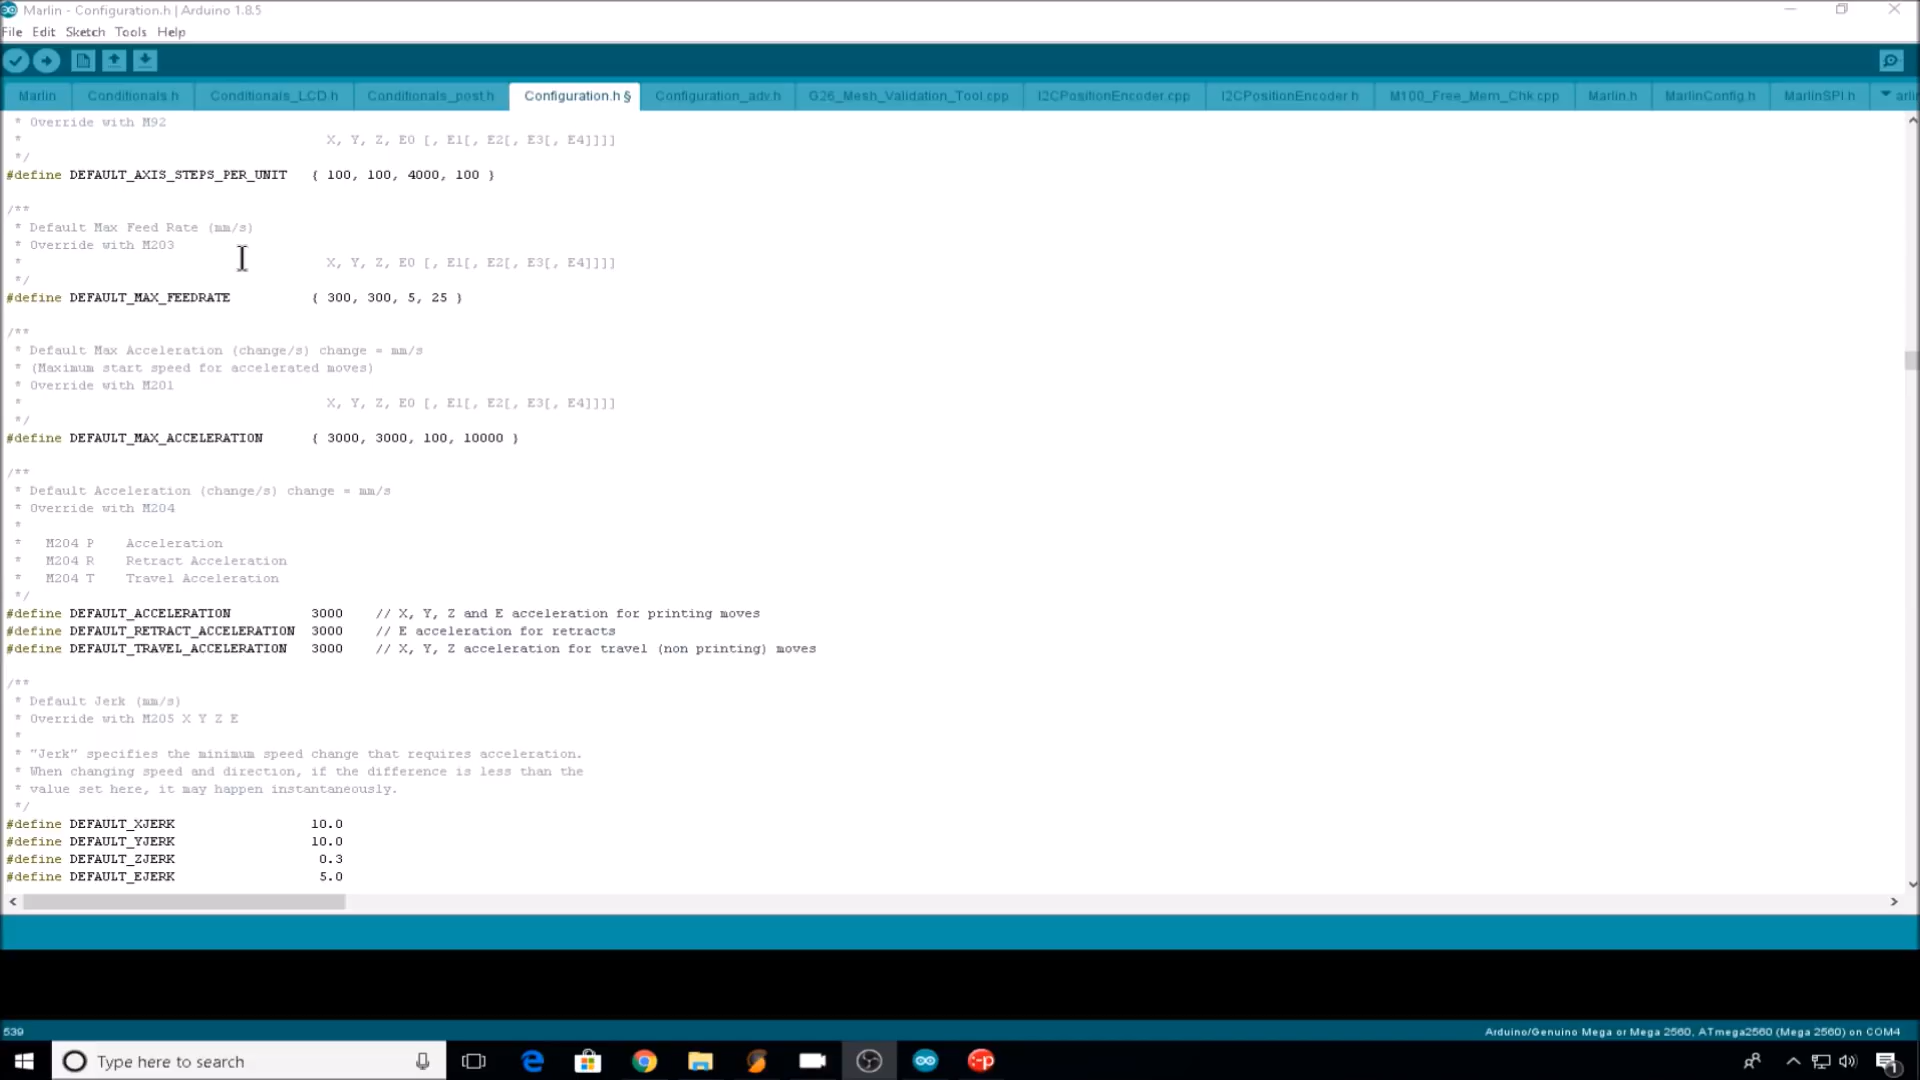 Marlin - Configuration.h | Arduino 1.8.5
File Edit Sketch Tools Help
Marlin Conditionals.h Conditionals_LCD.h Conditionals_post.h Configuration.h § Configuration_adv.h G26_Mesh_Validation_Tool.cpp I2CPositionEncoder.cpp I2CPositionEncoder.h M100_Free_Mem_Chk.cpp Marlin.h MarlinConfig.h MarlinSPI.h
* Override with M92
* X, Y, Z, E0 [, E1[, E2[, E3[, E4]]]]
*/
#define DEFAULT_AXIS_STEPS_PER_UNIT { 100, 100, 4000, 100 }
/**
* Default Max Feed Rate (mm/s)
* Override with M203
* X, Y, Z, E0 [, E1[, E2[, E3[, E4]]]]
*/
#define DEFAULT_MAX_FEEDRATE { 300, 300, 5, 25 }
/**
* Default Max Acceleration (change/s) change = mm/s
* (Maximum start speed for accelerated moves)
* Override with M201
* X, Y, Z, E0 [, E1[, E2[, E3[, E4]]]]
*/
#define DEFAULT_MAX_ACCELERATION { 3000, 3000, 100, 10000 }
/**
* Default Acceleration (change/s) change = mm/s
* Override with M204
*
* M204 P Acceleration
* M204 R Retract Acceleration
* M204 T Travel Acceleration
*/
#define DEFAULT_ACCELERATION 3000 // X, Y, Z and E acceleration for printing moves
#define DEFAULT_RETRACT_ACCELERATION 3000 // E acceleration for retracts
#define DEFAULT_TRAVEL_ACCELERATION 3000 // X, Y, Z acceleration for travel (non printing) moves
/**
* Default Jerk (mm/s)
* Override with M205 X Y Z E
*
* "Jerk" specifies the minimum speed change that requires acceleration.
* When changing speed and direction, if the difference is less than the
* value set here, it may happen instantaneously.
*/
#define DEFAULT_XJERK 10.0
#define DEFAULT_YJERK 10.0
#define DEFAULT_ZJERK 0.3
#define DEFAULT_EJERK 5.0
539 Arduino/Genuino Mega or Mega 2560, ATmega2560 (Mega 2560) on COM4
Type here to search